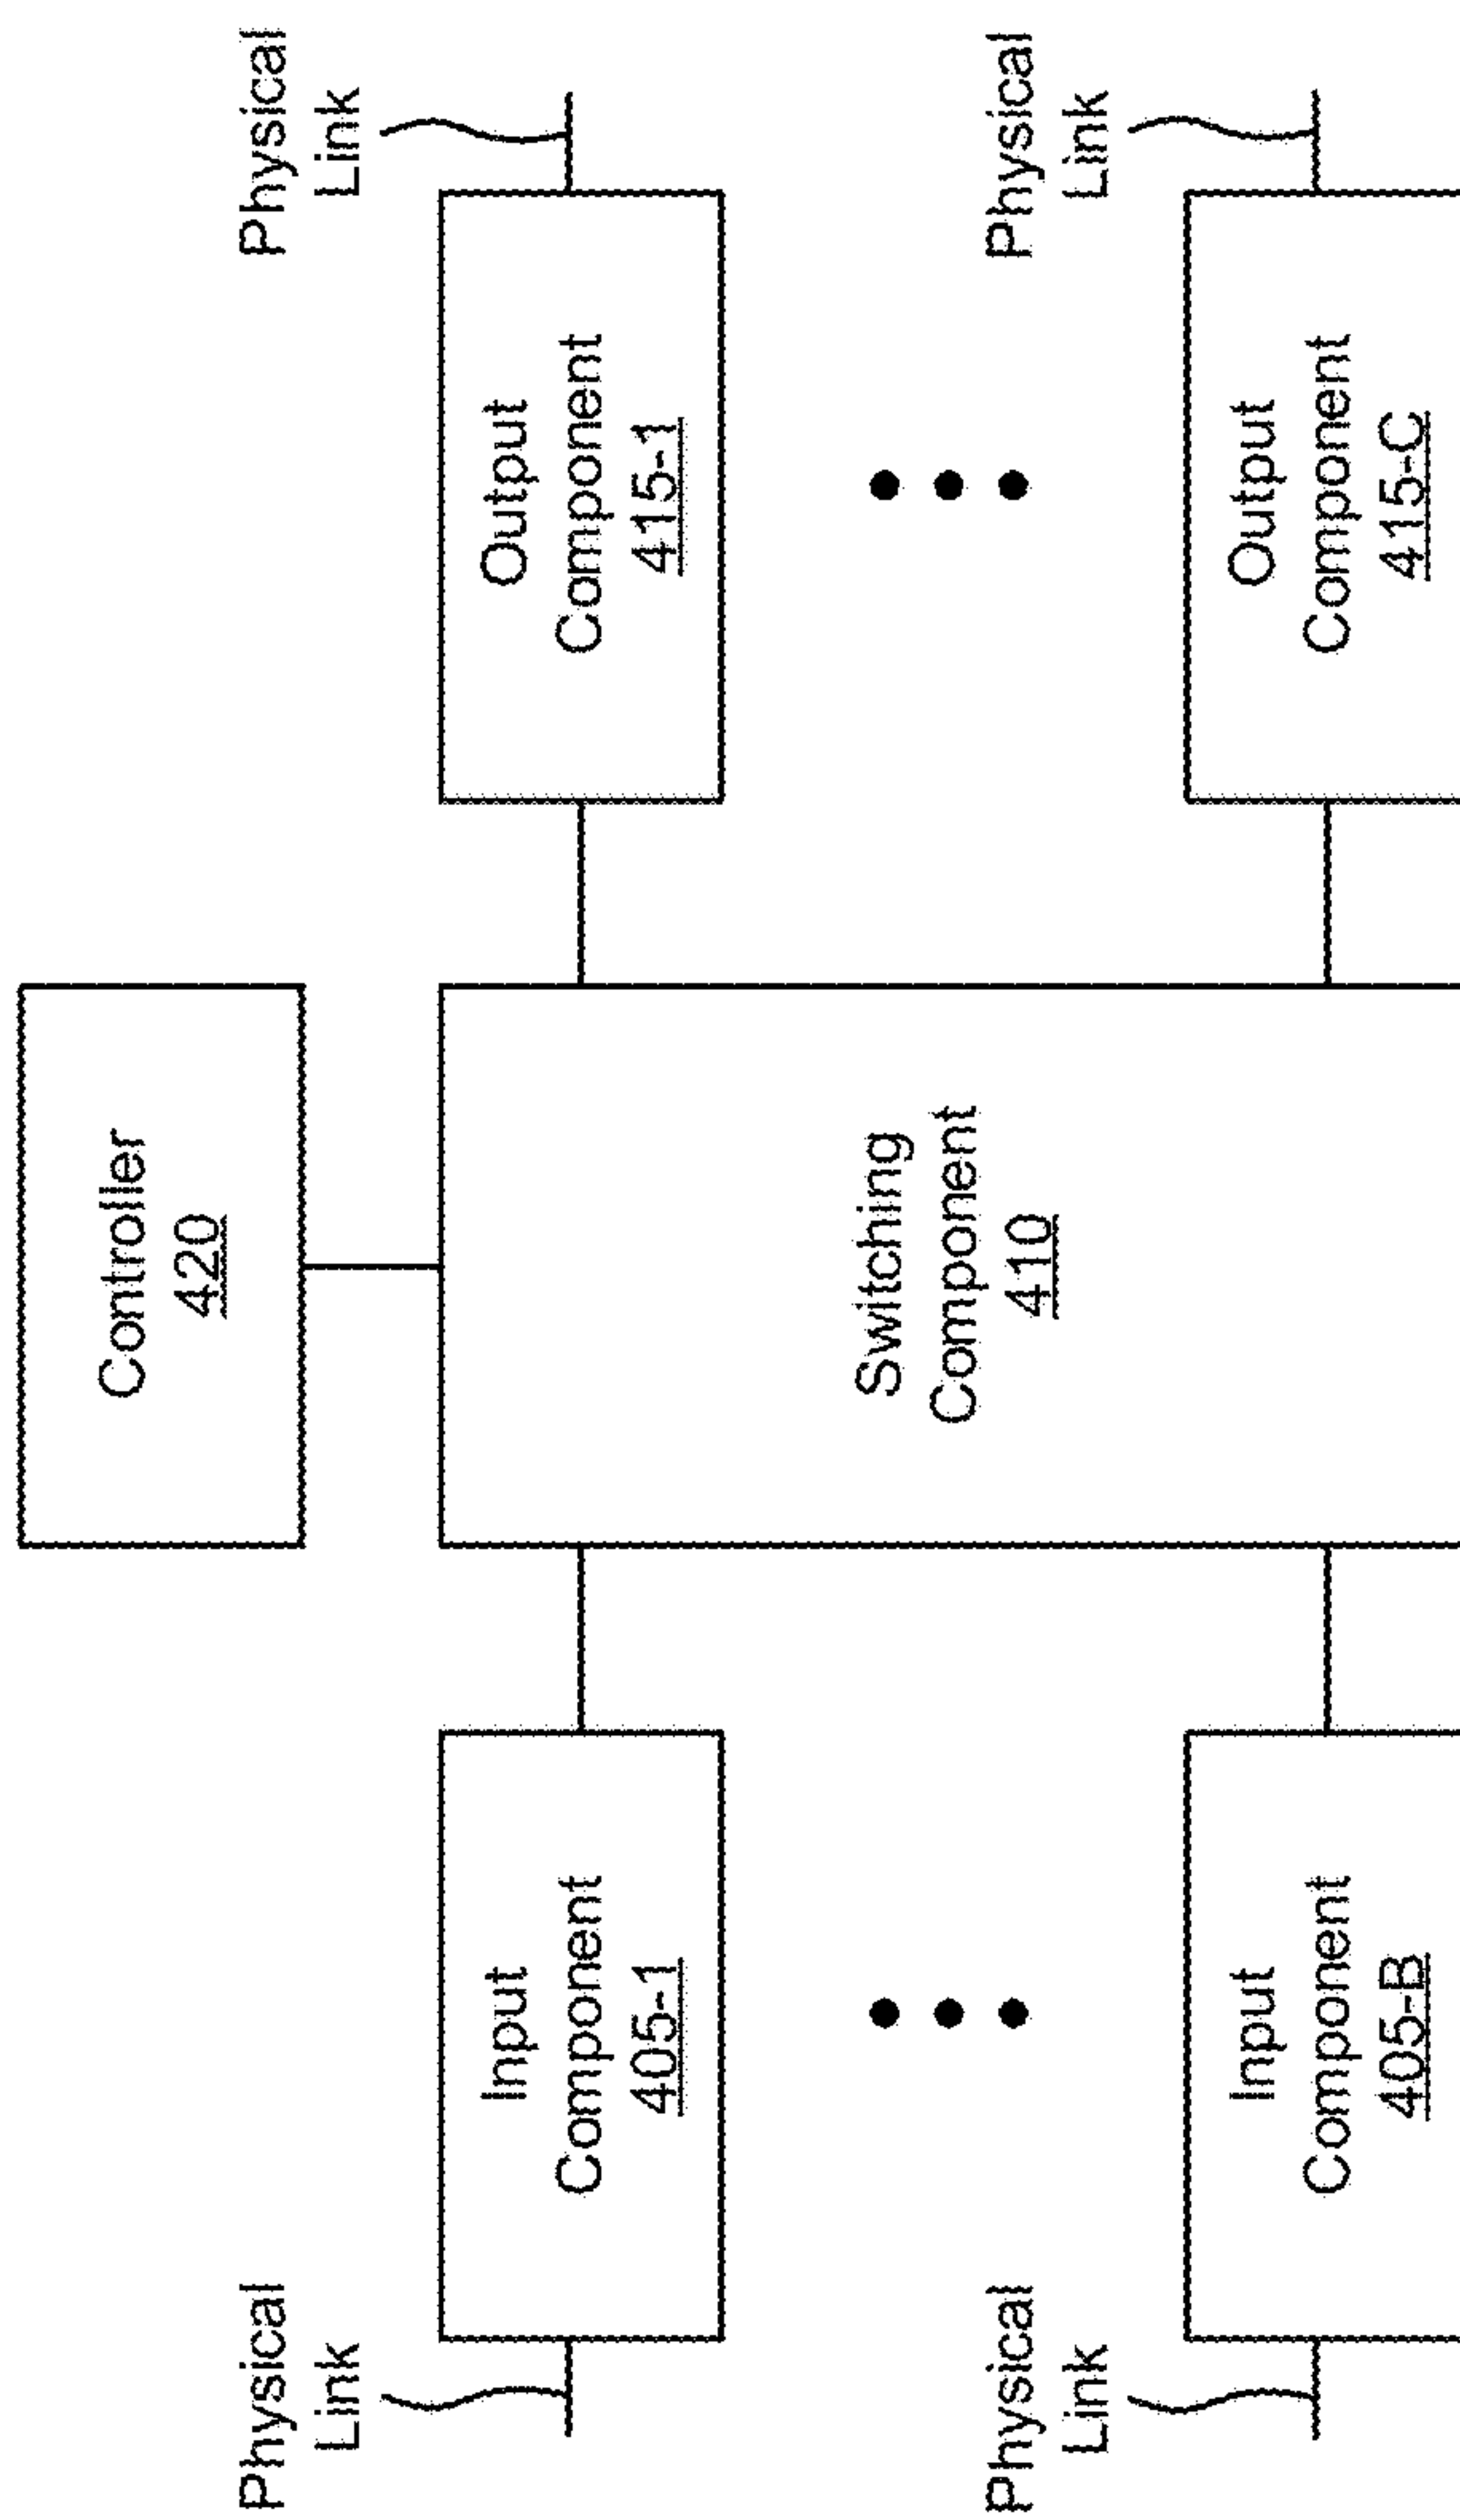 Controller
420
Physical
Link
Input
Component
405-1
Switching
Component
410
Output
Component
415-1
Physical
Link
Physical
Link
Input
Component
405-B
Output
Component
415-C
Physical
Link